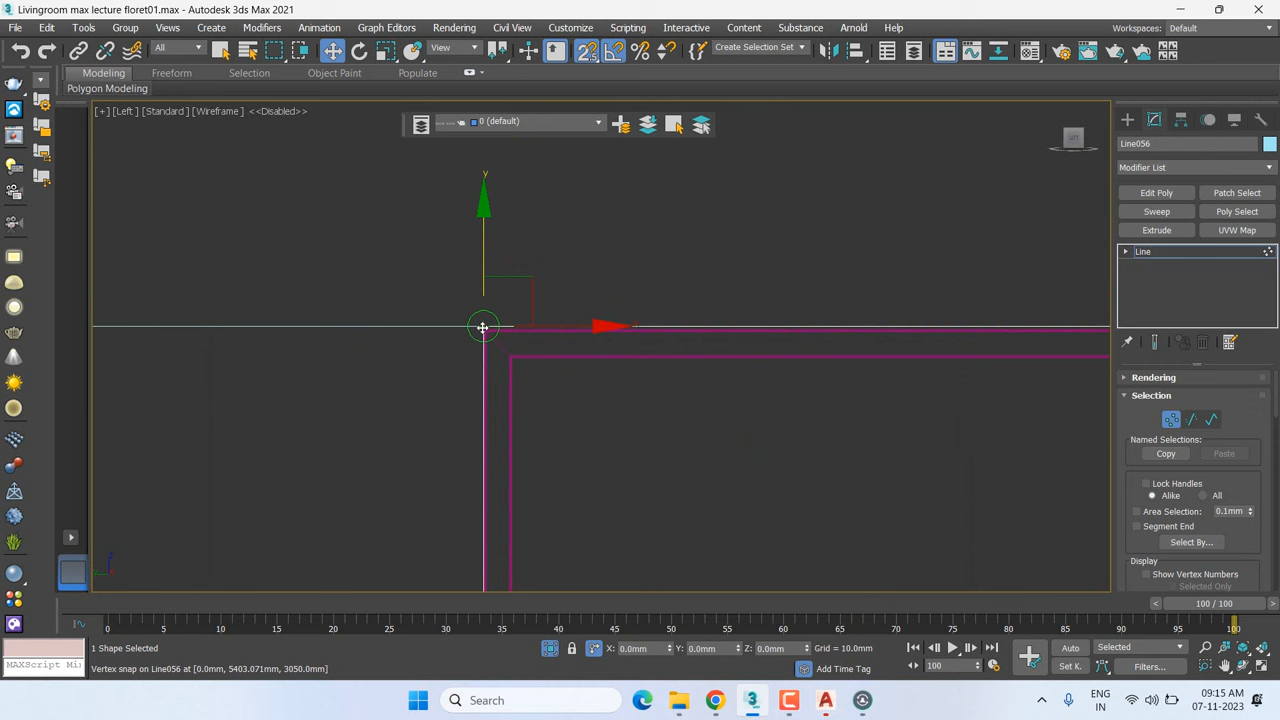 Livingroom max lecture floret01.max - Autodesk 3ds Max 2021
File Edit Tools Group Views Create Modifiers Animation Graph Editors Rendering Civil View Customize Scripting Interactive Content Substance Arnold Help
Workspaces: Default
All View Create Selection Set
Modeling Freeform Selection Object Paint Populate
Polygon Modeling
[+] [Left] [Standard] [Wireframe] <<Disabled>>
0 (default)
Line056
Modifier List
Edit Poly Patch Select
Sweep Poly Select
Extrude UVW Map
Line
Rendering
Selection
Named Selections:
Copy Paste
Lock Handles
Alike All
Area Selection: 0.1mm
Segment End
Select By...
Display
Show Vertex Numbers
Selected Only
y
100 / 100
0 5 10 15 20 25 30 35 40 45 50 55 60 65 70 75 80 85 90 95 100
1 Shape Selected
X: 0.0mm Y: 0.0mm Z: 0.0mm Grid = 10.0mm
Auto Selected
MAXScript Mi
Vertex snap on Line056 at [0.0mm, 5403.071mm, 3050.0mm]
Add Time Tag
100
Set K. Filters...
Search
ENG
IN
09:15 AM
07-11-2023